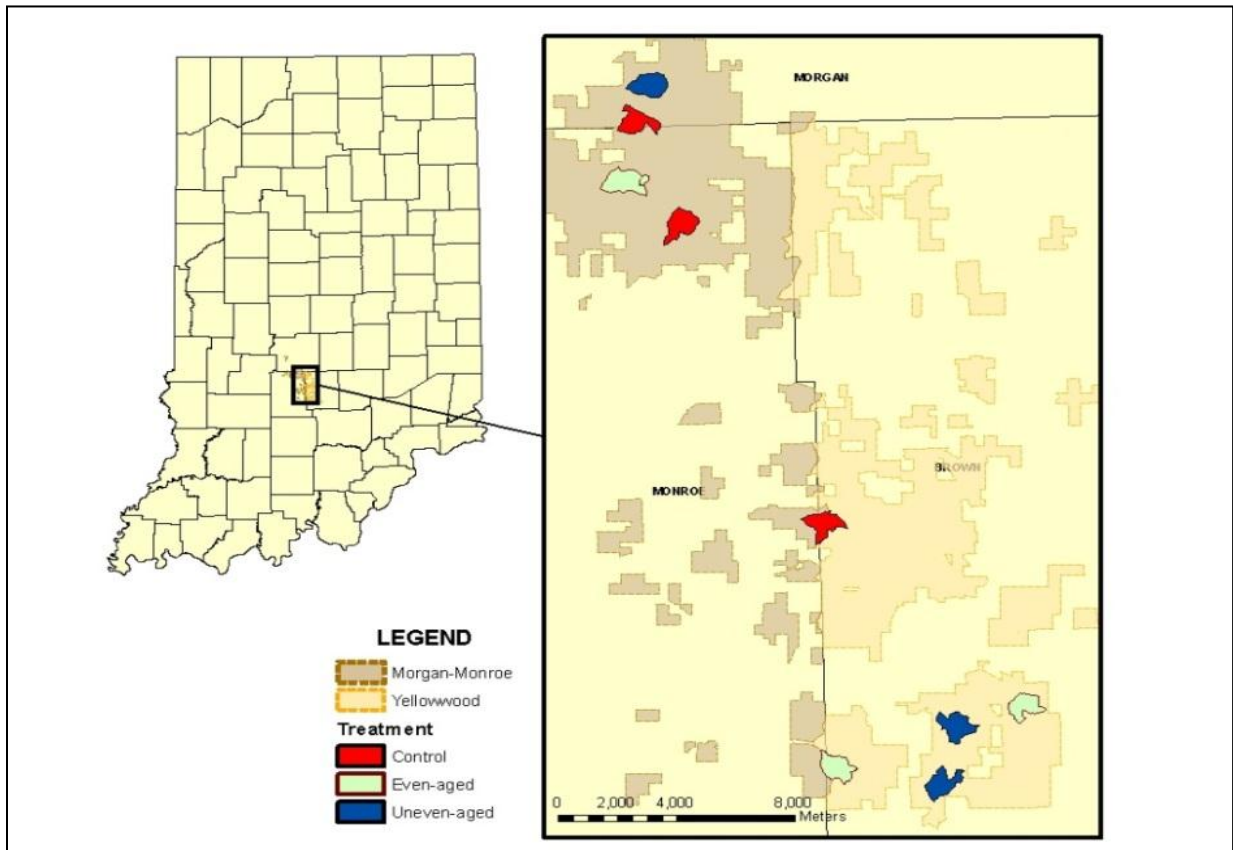 MORGAN
BROWN
MONROE
LEGEND
Morgan-Monroe
Yellowwood
Treatment
Control
Even-aged
Uneven-aged
0 2,000 4,000 8,000
Meters